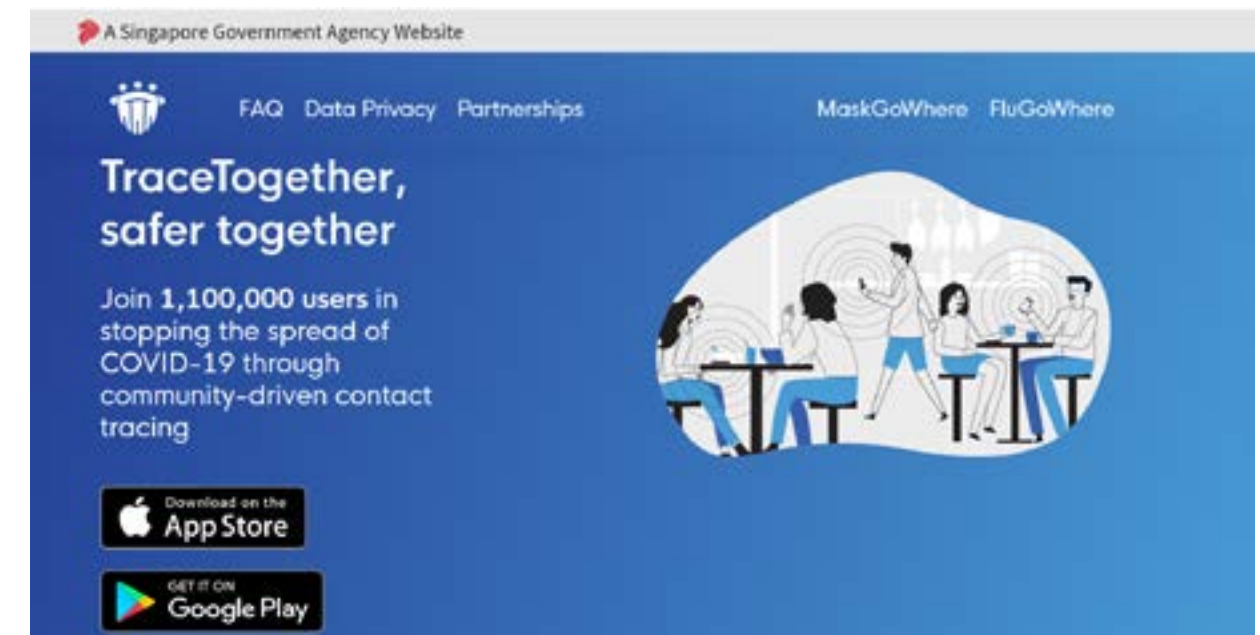 A Singapore Government Agency Website
FAQ Data Privacy Partnerships MaskGoWhere FluGoWhere
TraceTogether,
safer together
Join 1,100,000 users in
stopping the spread of
COVID-19 through
community-driven contact
tracing
Download on the
App Store
GET IT ON
Google Play